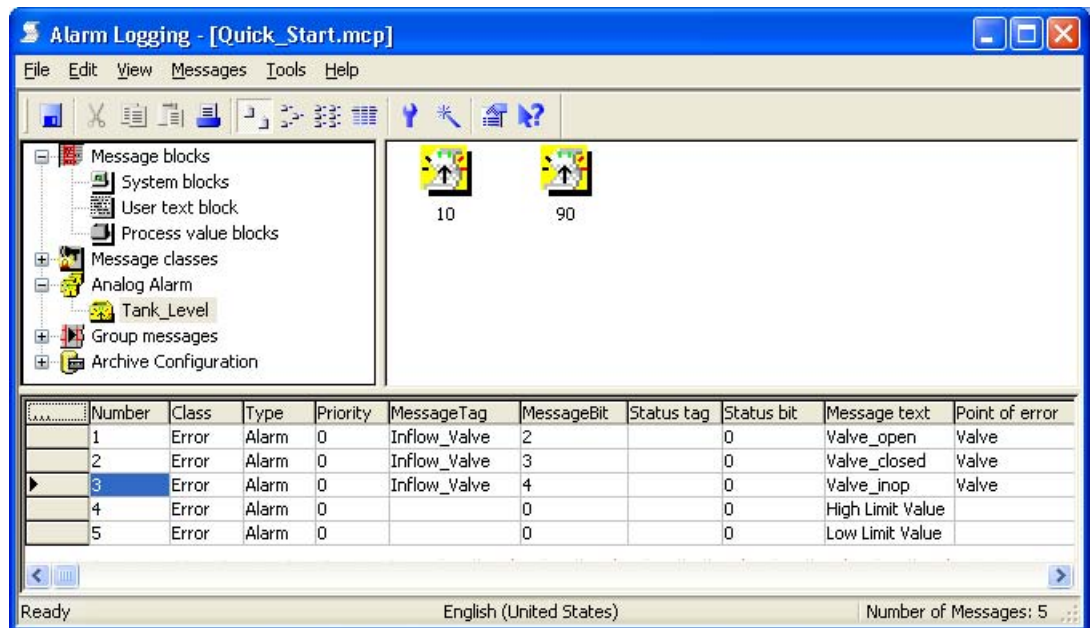 Alarm Logging - [Quick_Start.mcp]
File Edit View Messages Tools Help
Message blocks
System blocks
User text block
Process value blocks
Message classes
Analog Alarm
Tank_Level
Group messages
Archive Configuration
10 90
... Number Class Type Priority MessageTag MessageBit Status tag Status bit Message text Point of error
1 Error Alarm 0 Inflow_Valve 2 0 Valve_open Valve
2 Error Alarm 0 Inflow_Valve 3 0 Valve_closed Valve
3 Error Alarm 0 Inflow_Valve 4 0 Valve_inop Valve
4 Error Alarm 0 0 0 High Limit Value
5 Error Alarm 0 0 0 Low Limit Value
Ready English (United States) Number of Messages: 5